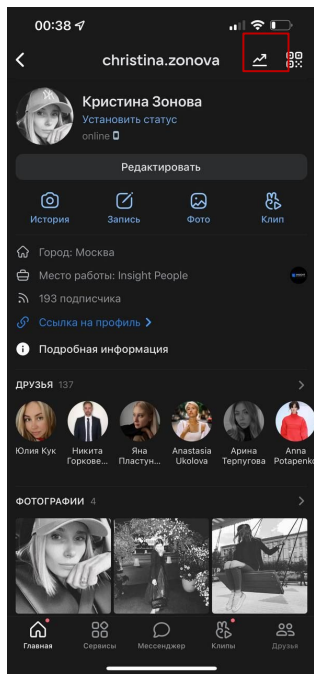 00:38
christina.zonova
Кристина Зонова
Установить статус
online
Редактировать
История Запись Фото Клип
Город: Москва
Место работы: Insight People
193 подписчика
Ссылка на профиль
Подробная информация
ДРУЗЬЯ 137
Юлия Кук Никита Яна Anastasia Арина Anna
Горкове... Пластун... Ukolova Терпугова Potapenko
ФОТОГРАФИИ 4
Главная Сервисы Мессенджер Клипы Друзья